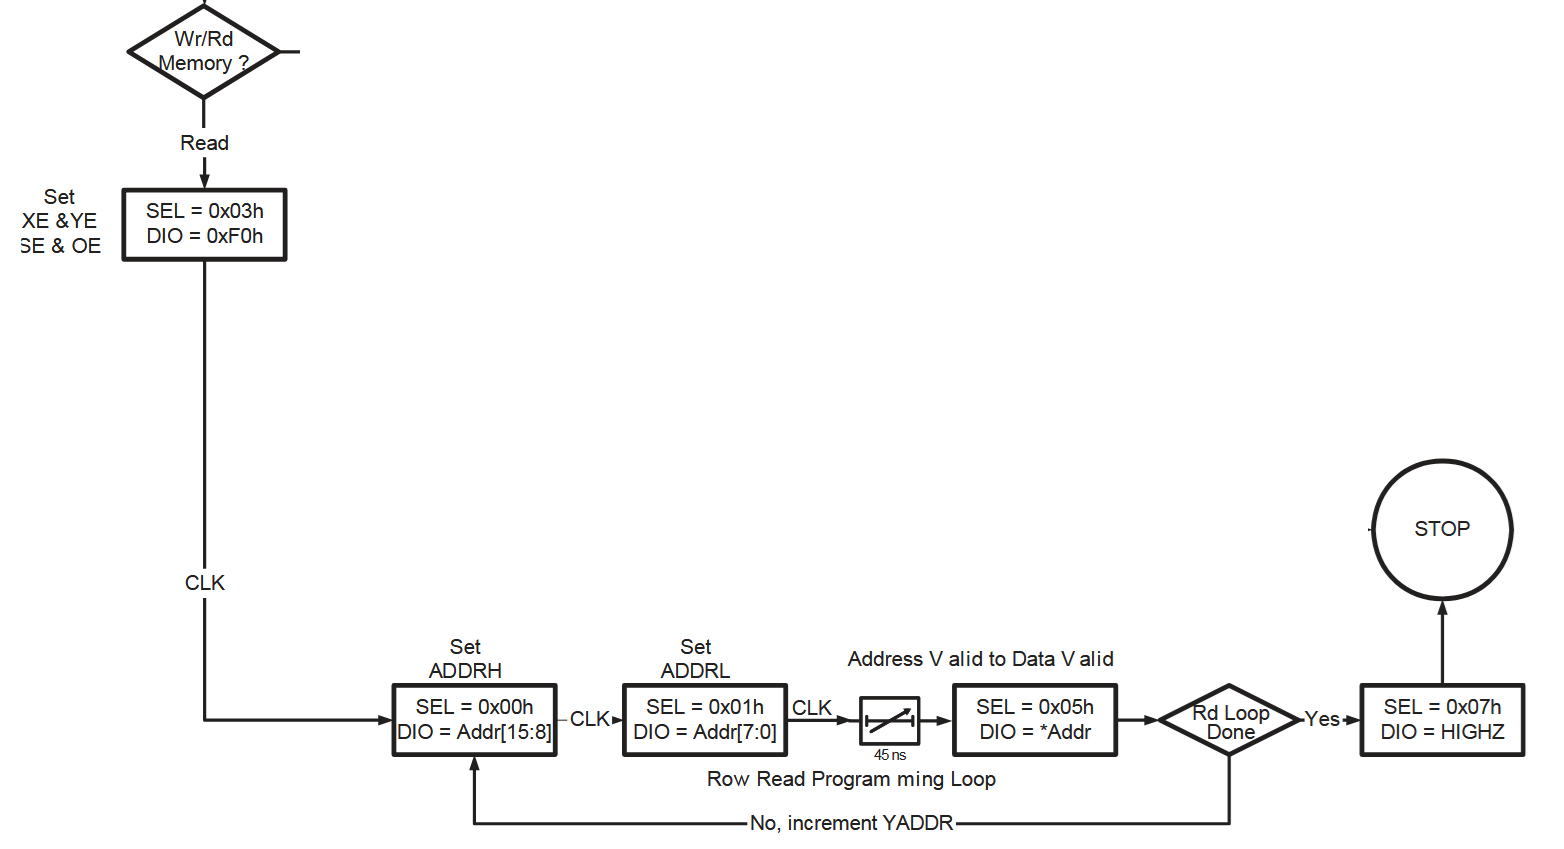 Wr/Rd
Memory ?
Read
Set
XE &YE
SE & OE
SEL = 0x03h
DIO = 0xF0h
CLK
Set
ADDRH
SEL = 0x00h
DIO = Addr[15:8]
CLK
Set
ADDRL
SEL = 0x01h
DIO = Addr[7:0]
CLK
Address V alid to Data V alid
45 ns
SEL = 0x05h
DIO = *Addr
Rd Loop
Done
Yes
SEL = 0x07h
DIO = HIGHZ
STOP
Row Read Program ming Loop
No, increment YADDR